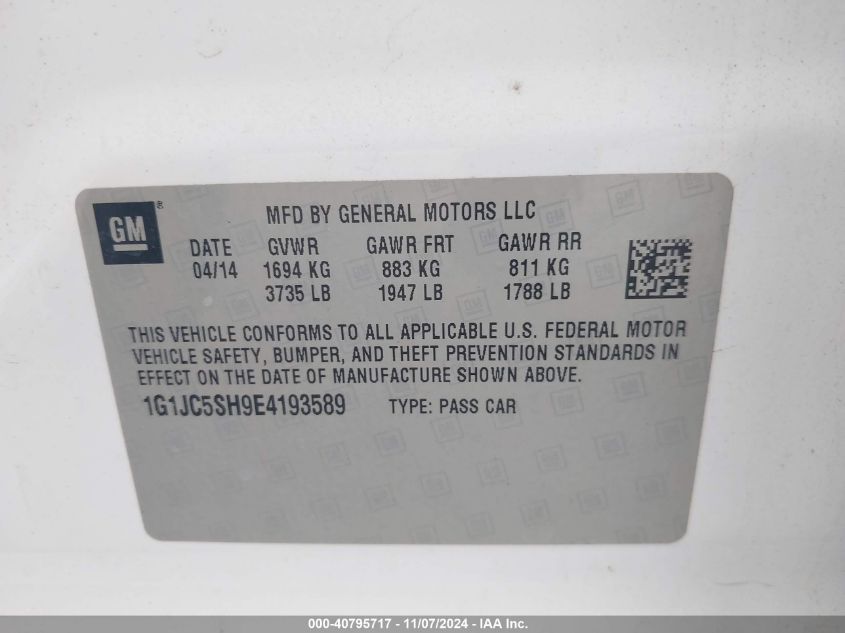 GM ®
MFD BY GENERAL MOTORS LLC
DATE GVWR GAWR FRT GAWR RR
04/14 1694 KG 883 KG 811 KG
3735 LB 1947 LB 1788 LB
THIS VEHICLE CONFORMS TO ALL APPLICABLE U.S. FEDERAL MOTOR
VEHICLE SAFETY, BUMPER, AND THEFT PREVENTION STANDARDS IN
EFFECT ON THE DATE OF MANUFACTURE SHOWN ABOVE.
1G1JC5SH9E4193589 TYPE: PASS CAR
000-40795717 - 11/07/2024 - IAA Inc.